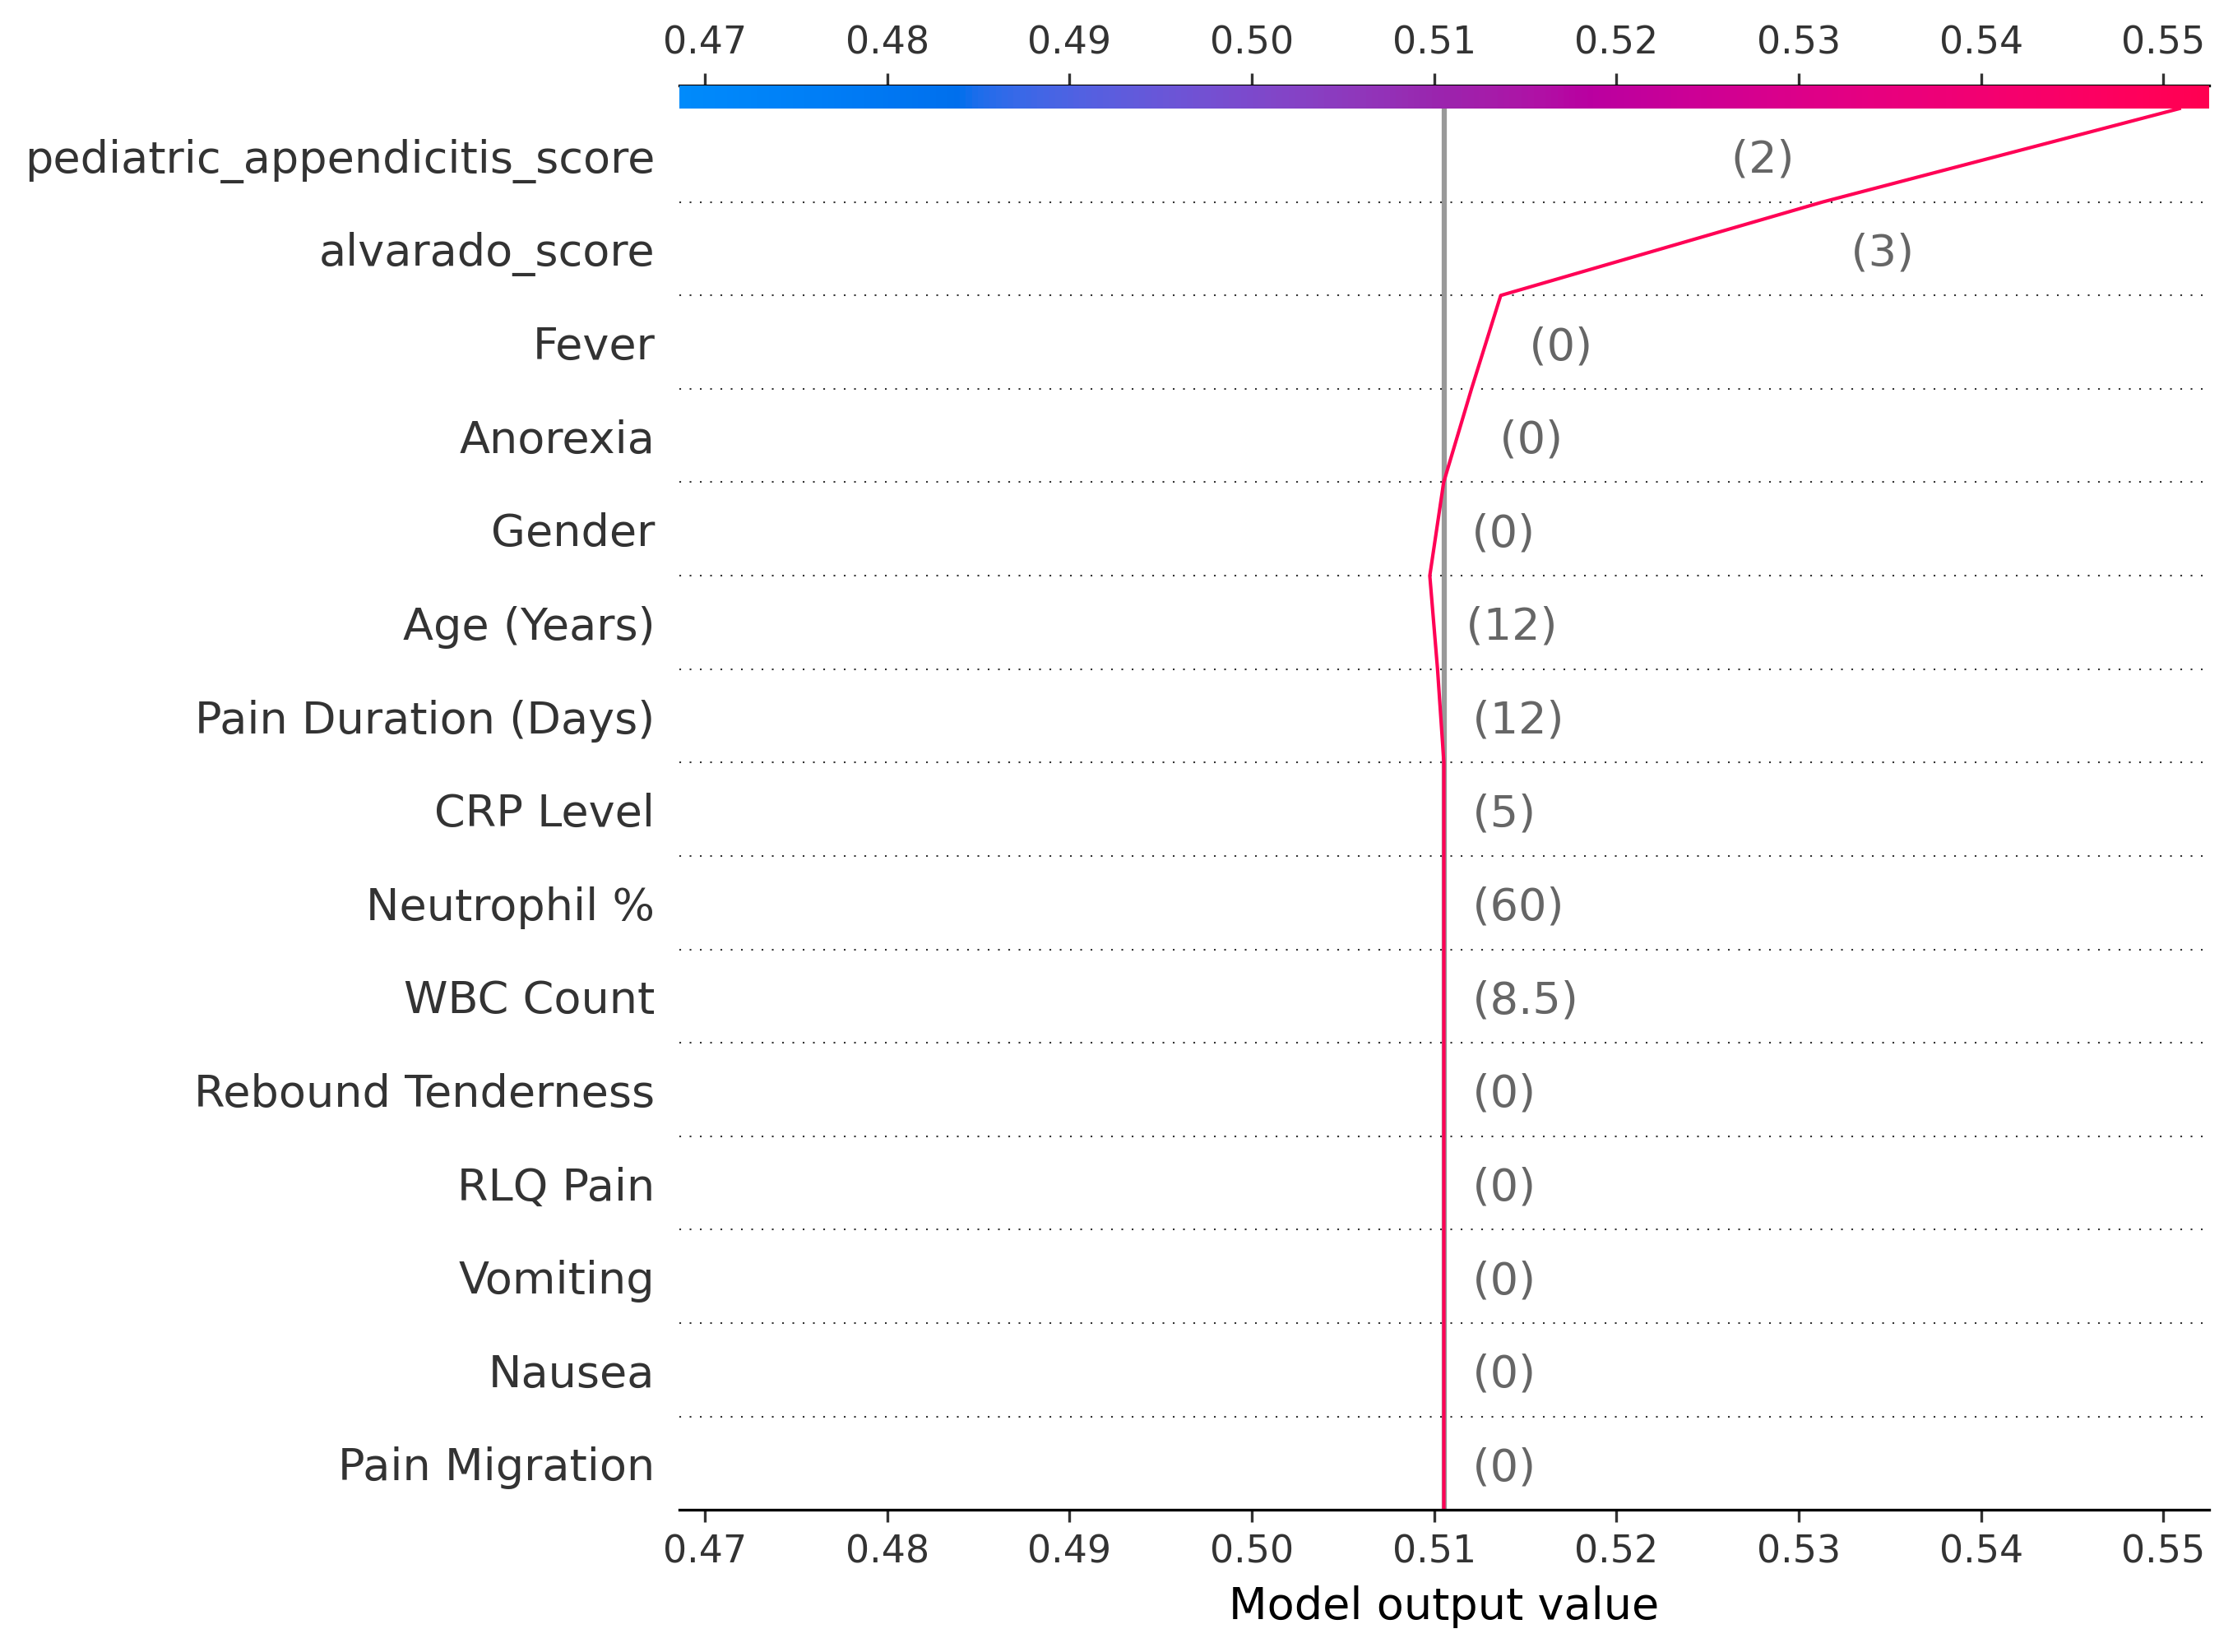 0.47 0.48 0.49 0.50 0.51 0.52 0.53 0.54 0.55
pediatric_appendicitis_score (2)
alvarado_score (3)
Fever (0)
Anorexia (0)
Gender (0)
Age (Years) (12)
Pain Duration (Days) (12)
CRP Level (5)
Neutrophil % (60)
WBC Count (8.5)
Rebound Tenderness (0)
RLQ Pain (0)
Vomiting (0)
Nausea (0)
Pain Migration (0)
0.47 0.48 0.49 0.50 0.51 0.52 0.53 0.54 0.55
Model output value